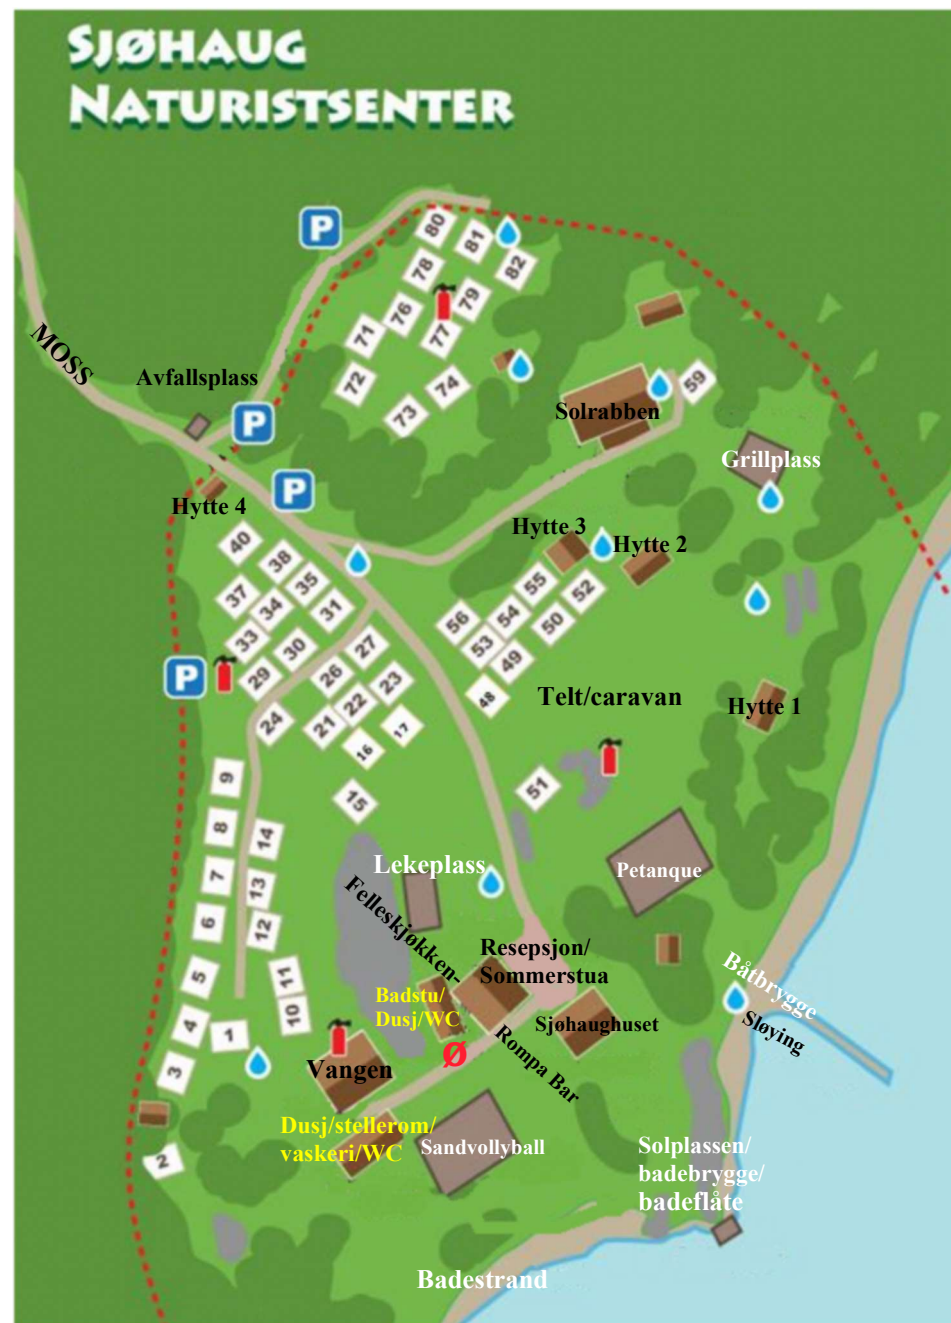 SJØHAUG
NATURISTSENTER
P
80
81
82
78
79
76
77
71
72
74
73
MOSS
Avfallsplass
P
Solrabben
59
Grillplass
P
Hytte 4
Hytte 3
Hytte 2
40
38
35
37
34
31
33
30
29
27
26
23
22
21
24
17
16
15
56
55
54
53
52
50
49
48
P
Telt/caravan
Hytte 1
51
9
8
14
7
13
6
12
5
11
10
4
1
3
2
Lekeplass
Petanque
Felleskjøkken-
Resepsjon/
Sommerstua
Badstu/
Dusj/WC
Sjøhaughuset
Rompa Bar
Båtbrygge
Sløying
Ø
Vangen
Dusj/stellerom/
vaskeri/WC
Sandvollyball
Solplassen/
badebrygge/
badeflåte
Badestrand